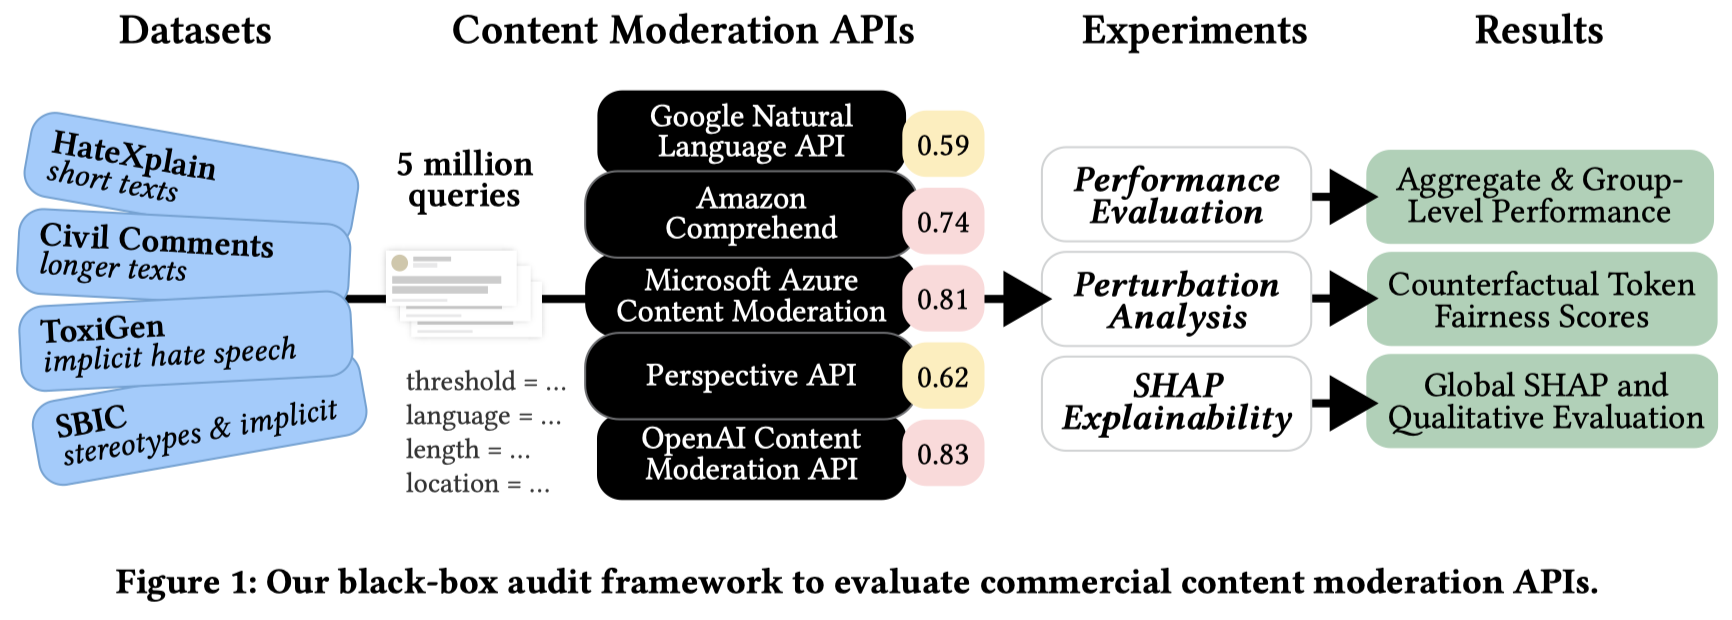 Datasets
Content Moderation APIs
Experiments
Results
HateXplain
short texts
Civil Comments
longer texts
ToxiGen
implicit hate speech
SBIC
stereotypes & implicit
5 million
queries
threshold = ...
language = ...
length = ...
location = ...
Google Natural
Language API
0.59
Amazon
Comprehend
0.74
Microsoft Azure
Content Moderation
0.81
Perspective API
0.62
OpenAI Content
Moderation API
0.83
Performance
Evaluation
Perturbation
Analysis
SHAP
Explainability
Aggregate & Group-
Level Performance
Counterfactual Token
Fairness Scores
Global SHAP and
Qualitative Evaluation
Figure 1: Our black-box audit framework to evaluate commercial content moderation APIs.